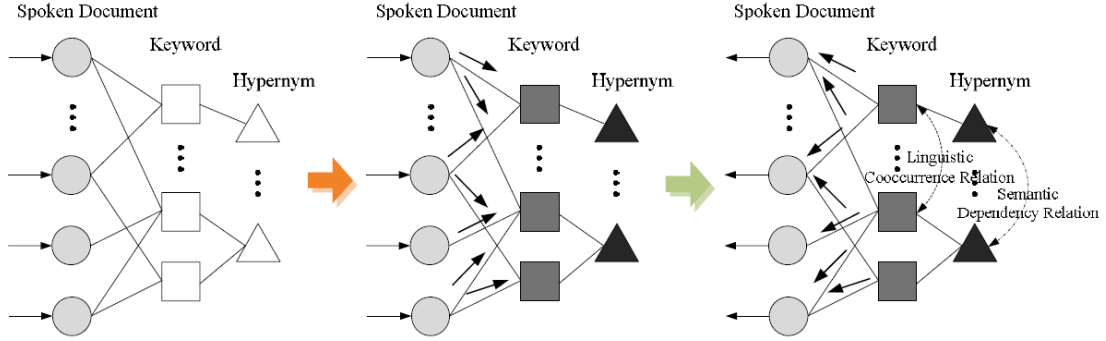 Spoken Document
Keyword
Hypernym
Spoken Document
Keyword
Hypernym
Spoken Document
Keyword
Hypernym
Linguistic
Cooccurrence Relation
Semantic
Dependency Relation